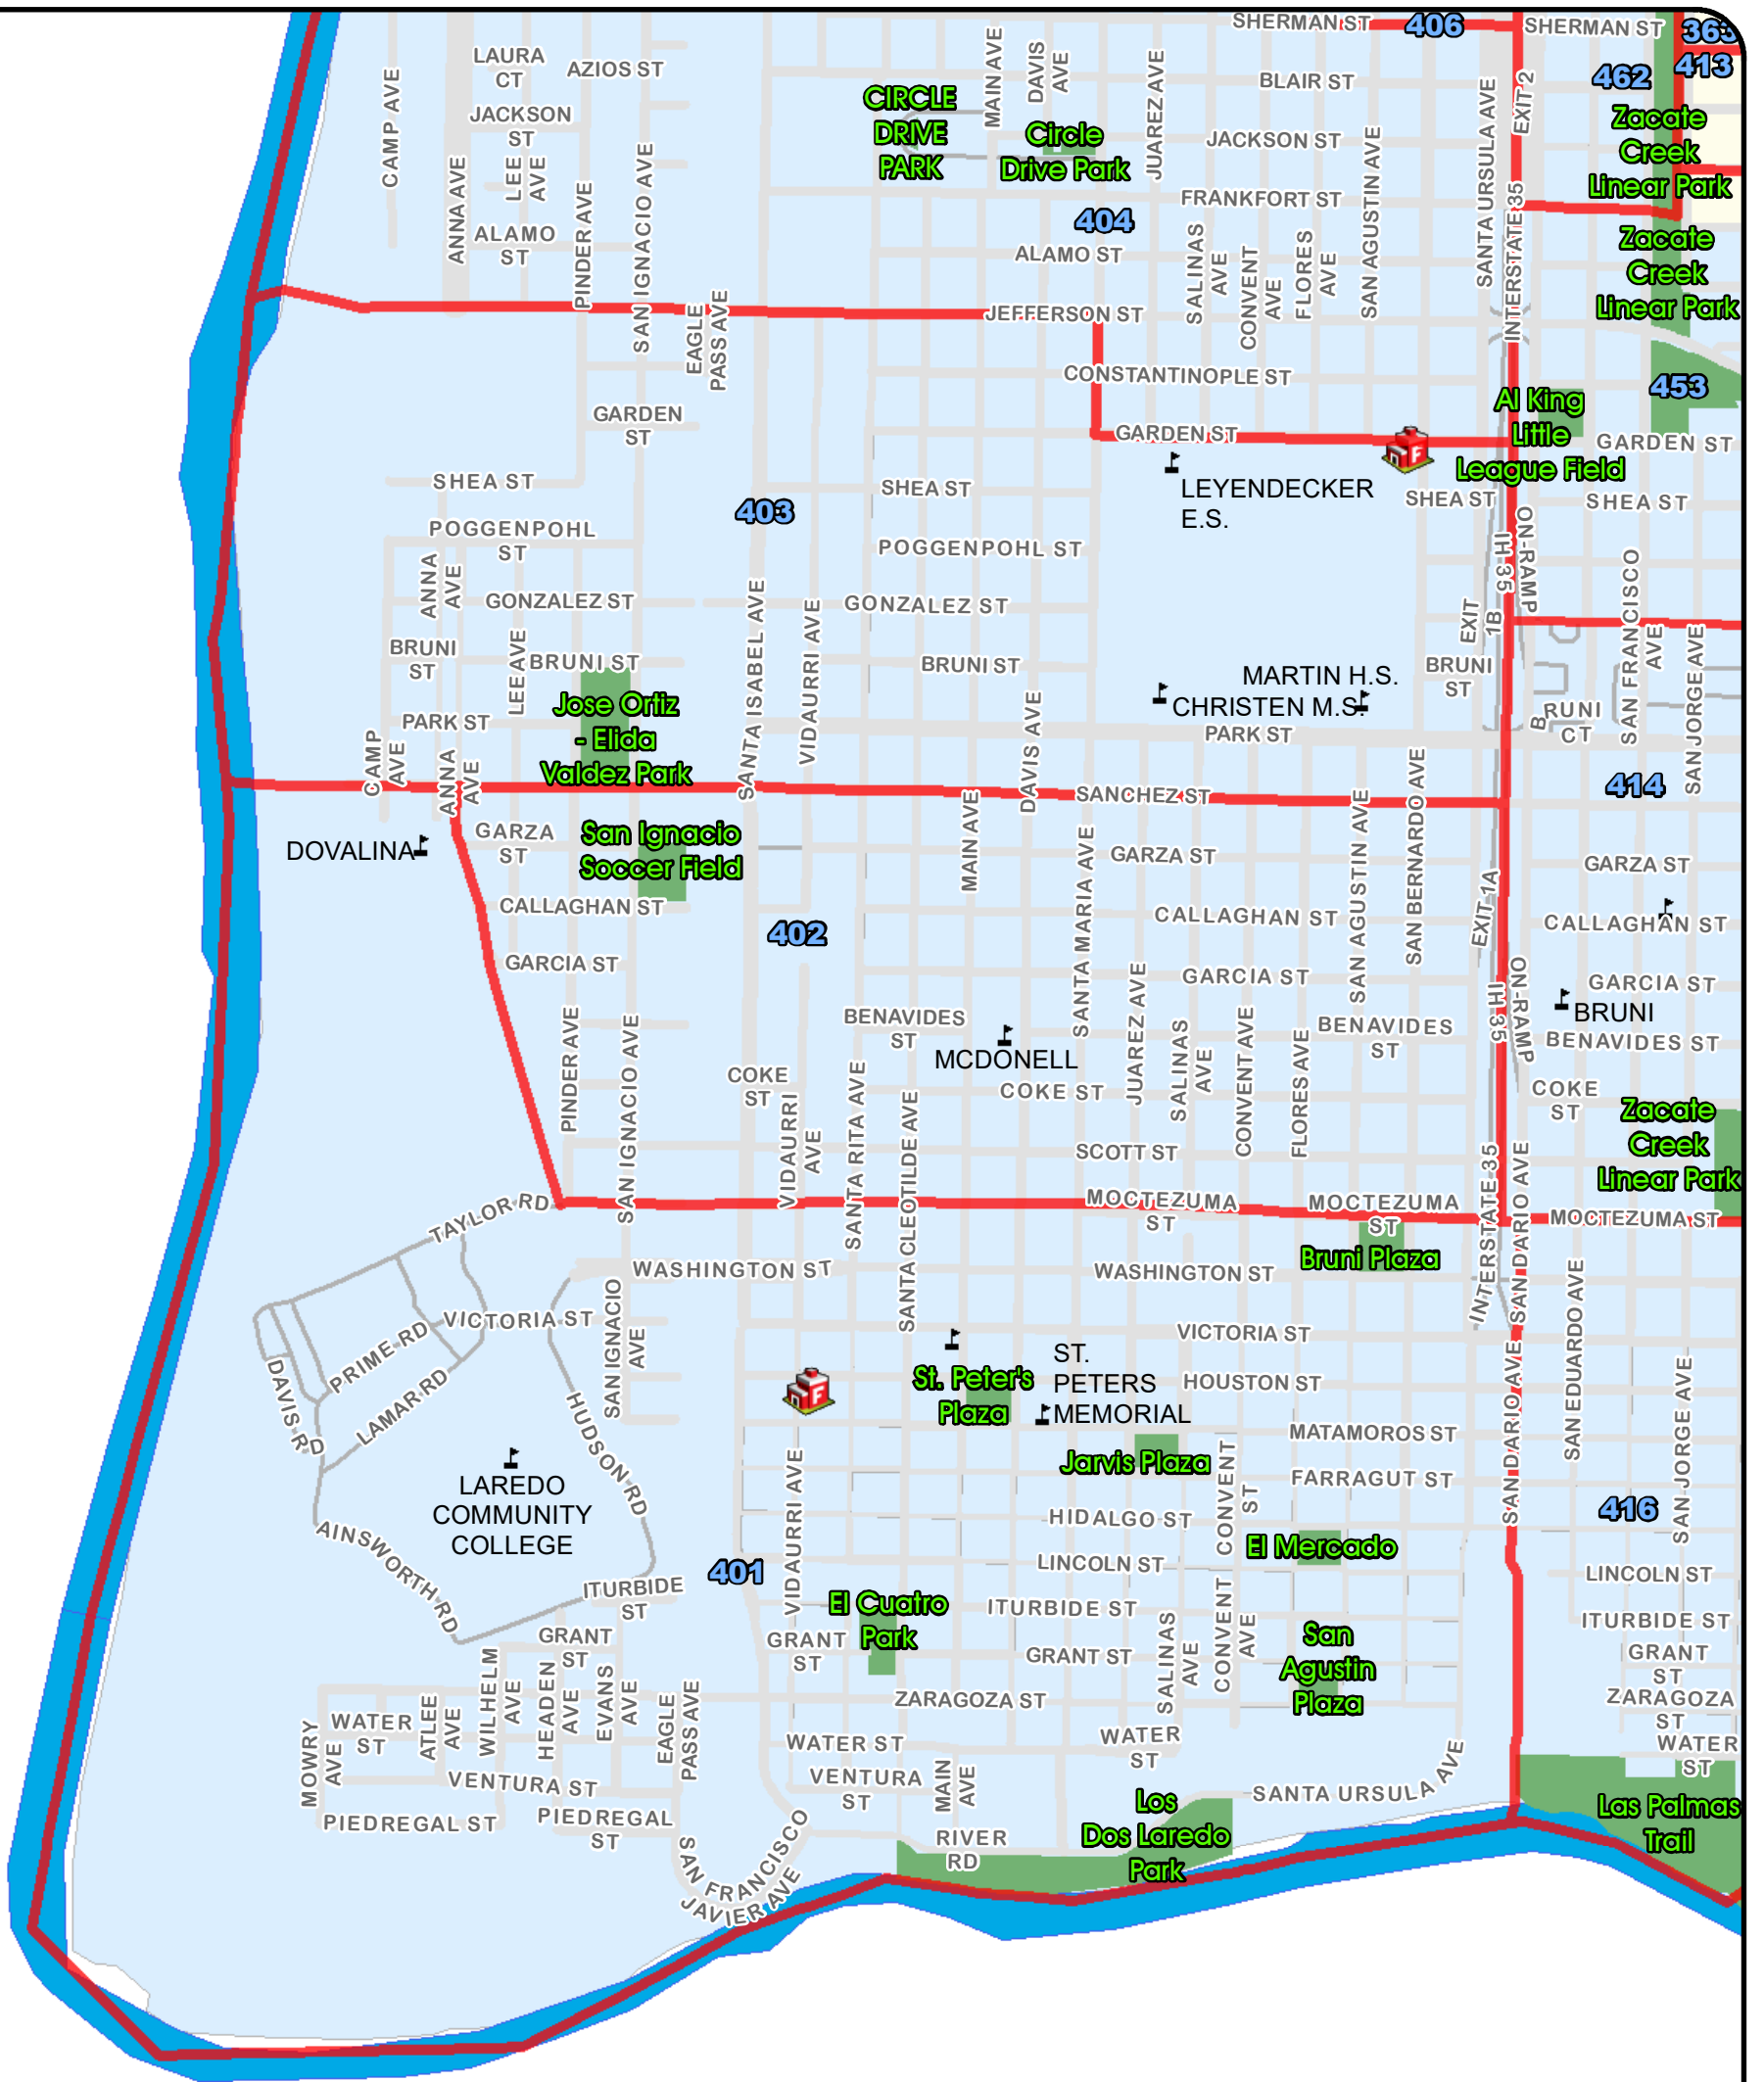 SHERMAN ST
406
SHERMAN ST
363
413
462
LAURA
CT
AZIOS ST
MAIN AVE
DAVIS
AVE
BLAIR ST
CAMP AVE
JACKSON
ST
CIRCLE
DRIVE
PARK
Circle
Drive Park
JUAREZ AVE
JACKSON ST
SANTA URSULA AVE
EXIT 2
Zacate
Creek
Linear Park
ANNA AVE
LEE
AVE
PINDER AVE
SAN IGNACIO AVE
FRANKFORT ST
SAN AGUSTIN AVE
INTERSTATE 35
404
ALAMO
ST
ALAMO ST
SALINAS
AVE
CONVENT
AVE
FLORES
AVE
Zacate
Creek
Linear Park
EAGLE
PASS AVE
JEFFERSON ST
CONSTANTINOPLE ST
453
Al King
Little
League Field
GARDEN
ST
GARDEN ST
F
GARDEN ST
SHEA ST
SHEA ST
LEYENDECKER
E.S.
SHEA ST
SHEA ST
403
POGGENPOHL
ST
POGGENPOHL ST
IH 35
ON-RAMP
ANNA
AVE
GONZALEZ ST
SANTA ISABEL AVE
VIDAURRI AVE
GONZALEZ ST
EXIT
1B
SAN FRANCISCO
AVE
SAN JORGE AVE
BRUNI
ST
LEE AVE
BRUNI ST
BRUNI ST
MARTIN H.S.
CHRISTEN M.S.
BRUNI
ST
Jose Ortiz
- Elida
Valdez Park
PARK ST
DAVIS AVE
PARK ST
BRUNI
CT
CAMP
AVE
ANNA
AVE
SANCHEZ ST
SAN BERNARDO AVE
414
DOVALINA
GARZA
ST
San Ignacio
Soccer Field
MAIN AVE
SANTA MARIA AVE
GARZA ST
SAN AGUSTIN AVE
GARZA ST
CALLAGHAN ST
402
CALLAGHAN ST
EXIT 1A
CALLAGHAN ST
GARCIA ST
GARCIA ST
GARCIA ST
IH 35
ON-RAMP
BRUNI
PINDER AVE
SAN IGNACIO AVE
BENAVIDES
ST
MCDONELL
JUAREZ AVE
SALINAS
AVE
CONVENT AVE
FLORES AVE
BENAVIDES
ST
BENAVIDES ST
COKE
ST
COKE ST
COKE
ST
VIDAURRI
AVE
SANTA RITA AVE
SANTA CLEOTILDE AVE
Zacate
Creek
Linear Park
SCOTT ST
TAYLOR RD
MOCTEZUMA
ST
MOCTEZUMA
ST
MOCTEZUMA ST
INTERSTATE 35
SAN DARIO AVE
Bruni Plaza
WASHINGTON ST
WASHINGTON ST
SAN EDUARDO AVE
VICTORIA ST
SAN IGNACIO
AVE
VICTORIA ST
PRIME RD
DAVIS RD
LAMAR RD
HUDSON RD
F
St. Peter's
Plaza
ST.
PETERS
MEMORIAL
HOUSTON ST
SAN DARIO AVE
SAN JORGE AVE
MATAMOROS ST
LAREDO
COMMUNITY
COLLEGE
VIDAURRI AVE
Jarvis Plaza
CONVENT
ST
FARRAGUT ST
416
AINSWORTH RD
HIDALGO ST
El Mercado
401
LINCOLN ST
LINCOLN ST
ITURBIDE
ST
El Cuatro
Park
ITURBIDE ST
ITURBIDE ST
GRANT
ST
GRANT
ST
GRANT ST
SALINAS
AVE
CONVENT
AVE
San
Agustin
Plaza
GRANT
ST
WILHELM
AVE
HEADEN
AVE
EVANS
AVE
EAGLE
PASS AVE
ZARAGOZA ST
ZARAGOZA
ST
MOWRY
AVE
WATER
ST
ATLEE
AVE
WATER ST
WATER
ST
WATER
ST
VENTURA ST
VENTURA
ST
MAIN
AVE
SANTA URSULA AVE
PIEDREGAL ST
PIEDREGAL
ST
Los
Dos Laredo
Park
Las Palmas
Trail
RIVER
RD
SAN FRANCISCO
JAVIER AVE